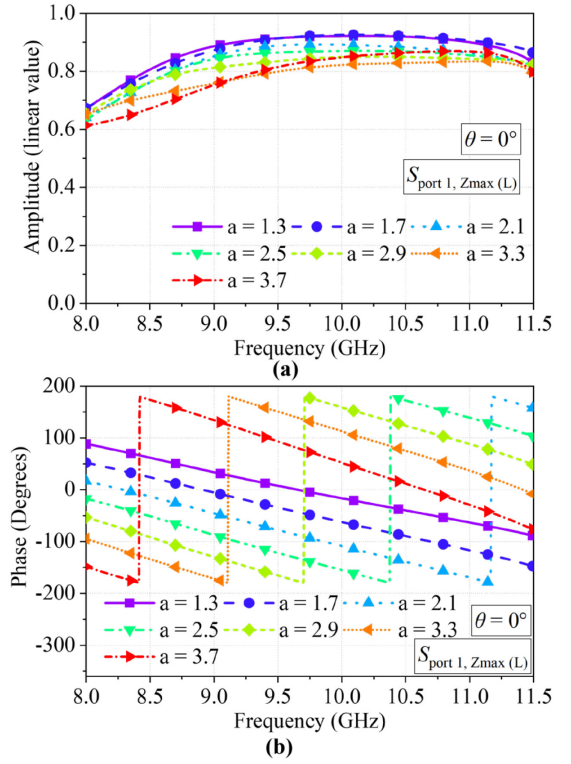 1.0
0.8
0.6
0.4
0.2
0.0
Amplitude (linear value)
θ = 0°
S port 1, Zmax (L)
a = 1.3 a = 1.7 a = 2.1
a = 2.5 a = 2.9 a = 3.3
a = 3.7
8.0 8.5 9.0 9.5 10.0 10.5 11.0 11.5
Frequency (GHz)
(a)
200
100
0
-100
-200
-300
Phase (Degrees)
a = 1.3 a = 1.7 a = 2.1
a = 2.5 a = 2.9 a = 3.3
a = 3.7
θ = 0°
S port 1, Zmax (L)
8.0 8.5 9.0 9.5 10.0 10.5 11.0 11.5
Frequency (GHz)
(b)